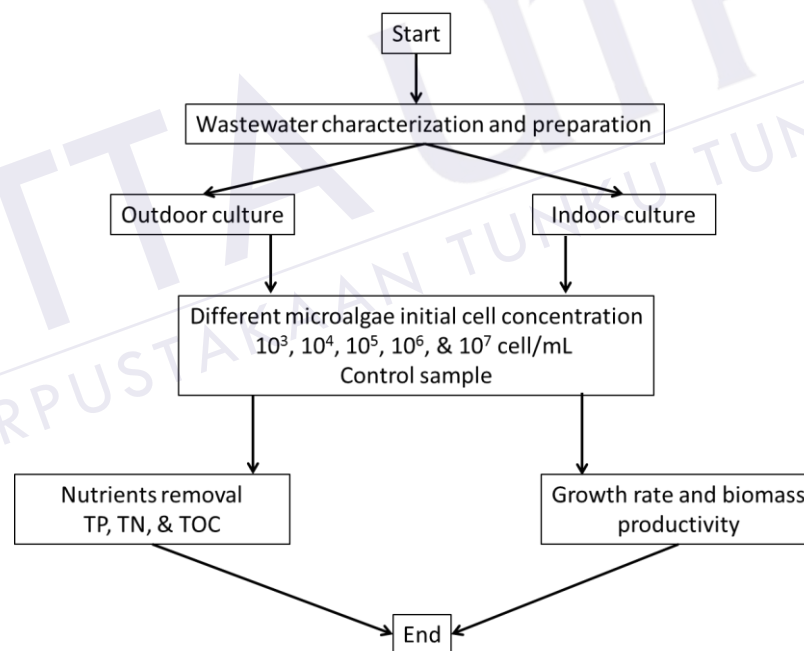 Start
Wastewater characterization and preparation
Outdoor culture
Indoor culture
Different microalgae initial cell concentration
10³, 10⁴, 10⁵, 10⁶, & 10⁷ cell/mL
Control sample
Nutrients removal
TP, TN, & TOC
Growth rate and biomass
productivity
End